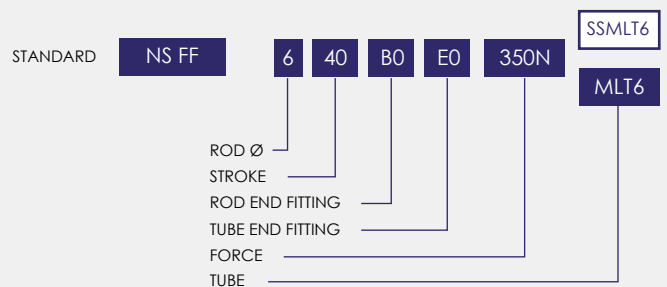 SSMLT6
STANDARD NS FF 6 40 B0 E0 350N
MLT6
ROD Ø
STROKE
ROD END FITTING
TUBE END FITTING
FORCE
TUBE